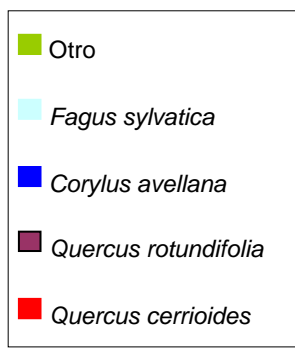 Otro
Fagus sylvatica
Corylus avellana
Quercus rotundifolia
Quercus cerrioides